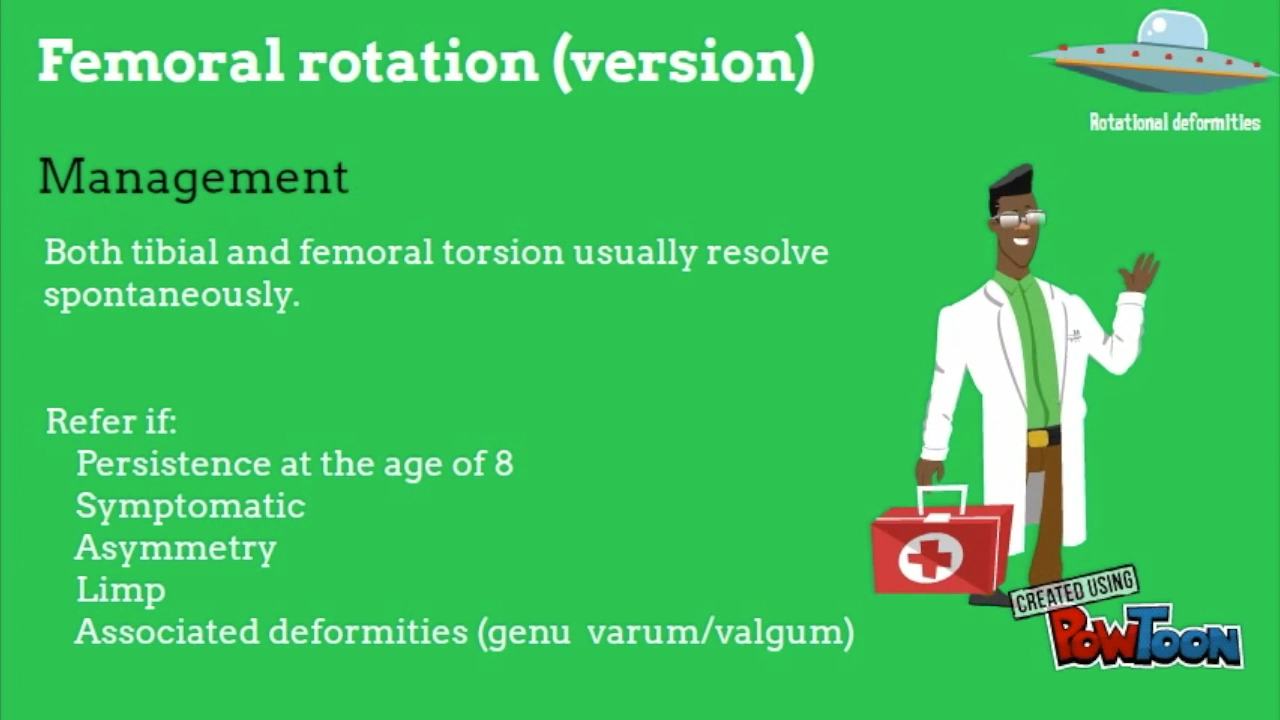 Femoral rotation (version)
Rotational deformities
Management
Both tibial and femoral torsion usually resolve
spontaneously.
Refer if:
Persistence at the age of 8
Symptomatic
Asymmetry
Limp
Associated deformities (genu varum/valgum)
CREATED USING
PowToon